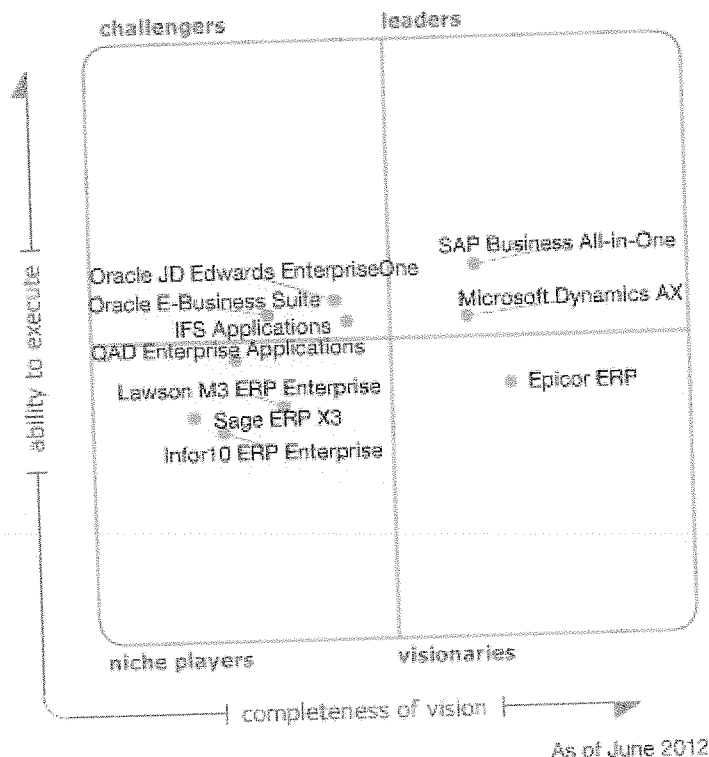 challengers
leaders
ability to execute
SAP Business All-in-One
Oracle JD Edwards EnterpriseOne
Oracle E-Business Suite
Microsoft Dynamics AX
IFS Applications
QAD Enterprise Applications
Lawson M3 ERP Enterprise
Epicor ERP
Sage ERP X3
Infor10 ERP Enterprise
niche players
visionaries
completeness of vision
As of June 2012